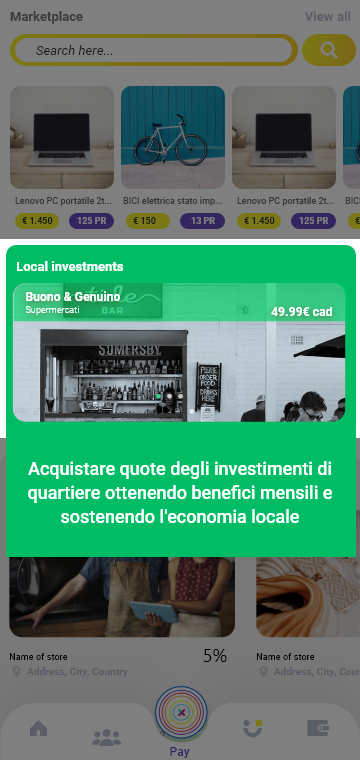 Marketplace
View all
Search here...
Lenovo PC portatile 2t...
BICI elettrica stato imp...
Lenovo PC portatile 2t...
BICI
€ 1.450
125 PR
€ 150
13 PR
€ 1.450
125 PR
€
Local investments
Buono & Genuino
Supermercati
49.99€ cad
BAR
SOMERSBY
PLEASE
ORDER
FOOD
DRINKS
Acquistare quote degli investimenti di
quartiere ottenendo benefici mensili e
sostenendo l'economia locale
Name of store
5%
Name of store
Address, City, Country
Address, City, Coun
Pay